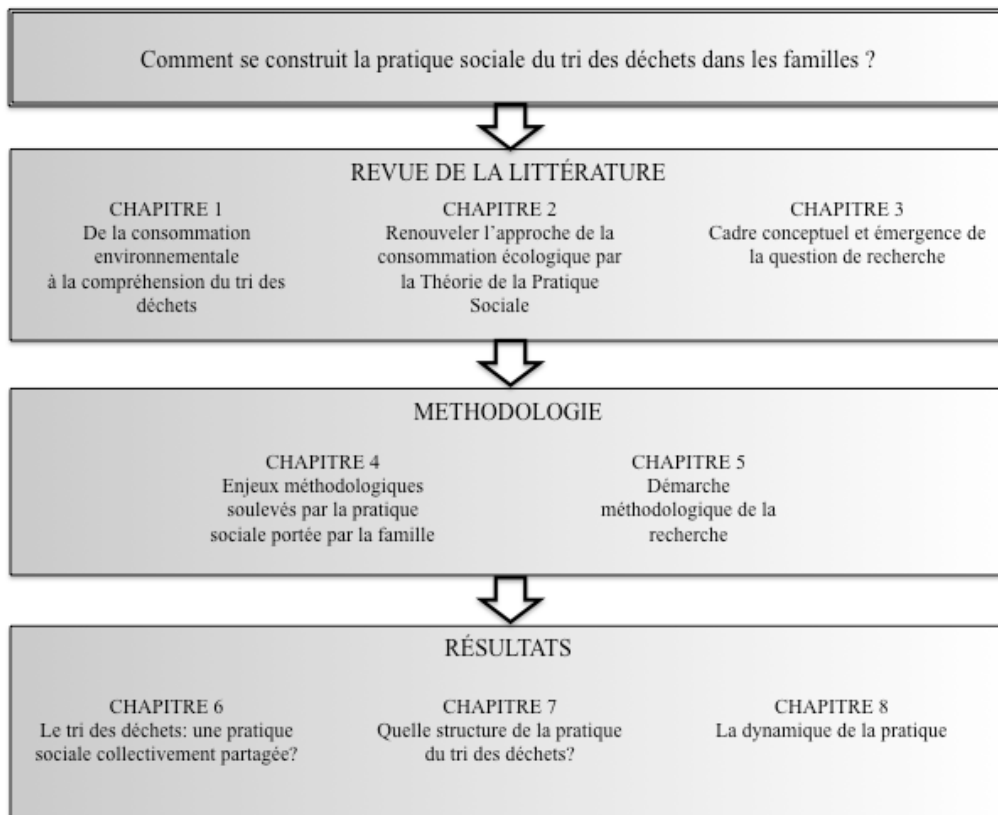 Comment se construit la pratique sociale du tri des déchets dans les familles ?
REVUE DE LA LITTÉRATURE
CHAPITRE 1
De la consommation
environnementale
à la compréhension du tri des
déchets
CHAPITRE 2
Renouveler l’approche de la
consommation écologique par
la Théorie de la Pratique
Sociale
CHAPITRE 3
Cadre conceptuel et émergence de
la question de recherche
METHODOLOGIE
CHAPITRE 4
Enjeux méthodologiques
soulevés par la pratique
sociale portée par la famille
CHAPITRE 5
Démarche
méthodologique de la
recherche
RÉSULTATS
CHAPITRE 6
Le tri des déchets: une pratique
sociale collectivement partagée?
CHAPITRE 7
Quelle structure de la pratique
du tri des déchets?
CHAPITRE 8
La dynamique de la pratique